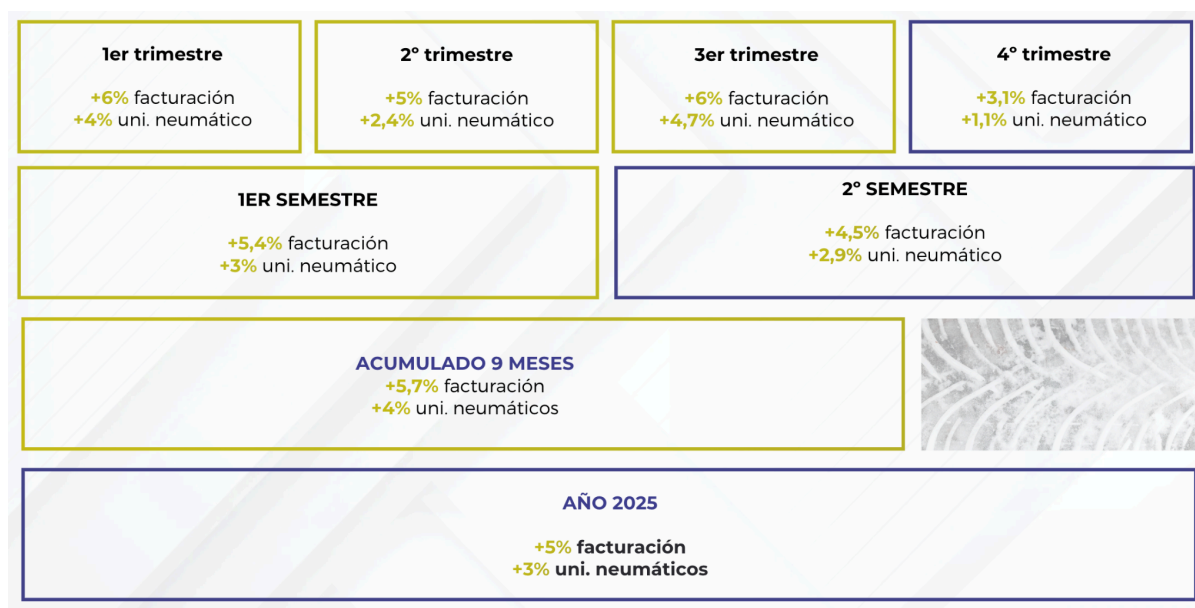 1er trimestre
+6% facturación
+4% uni. neumático
2º trimestre
+5% facturación
+2,4% uni. neumático
3er trimestre
+6% facturación
+4,7% uni. neumático
4º trimestre
+3,1% facturación
+1,1% uni. neumático
1ER SEMESTRE
+5,4% facturación
+3% uni. neumático
2º SEMESTRE
+4,5% facturación
+2,9% uni. neumático
ACUMULADO 9 MESES
+5,7% facturación
+4% uni. neumáticos
AÑO 2025
+5% facturación
+3% uni. neumáticos